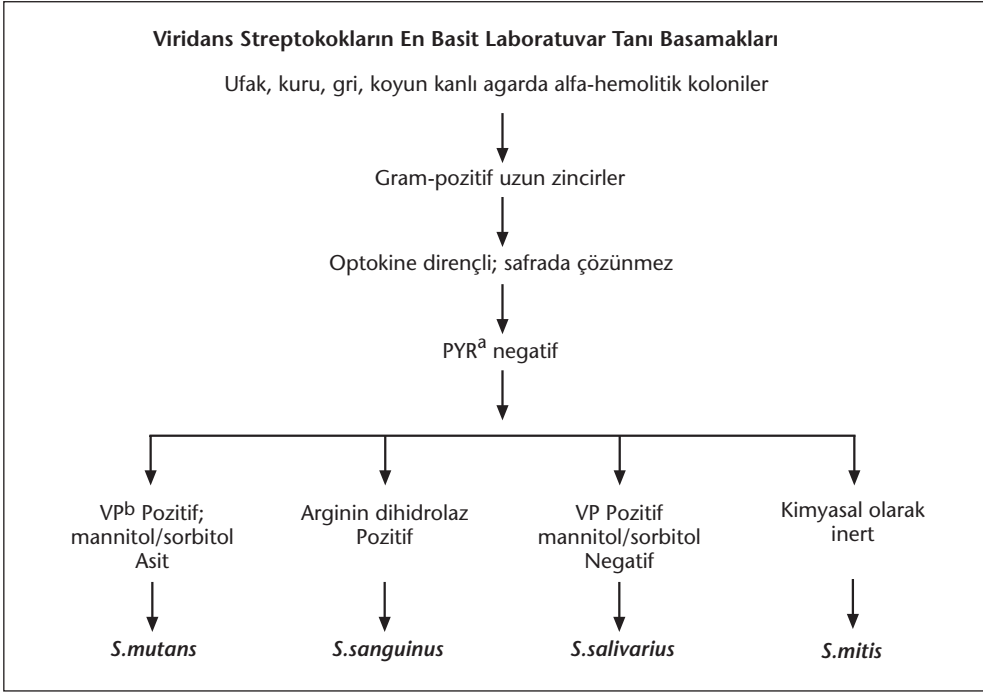 Viridans Streptokokların En Basit Laboratuvar Tanı Basamakları
Ufak, kuru, gri, koyun kanlı agarda alfa-hemolitik koloniler
Gram-pozitif uzun zincirler
Optokine dirençli; safrada çözünmez
PYRa negatif
VPb Pozitif;
mannitol/sorbitol
Asit
S.mutans
Arginin dihidrolaz
Pozitif
S.sanguinus
VP Pozitif
mannitol/sorbitol
Negatif
S.salivarius
Kimyasal olarak
inert
S.mitis